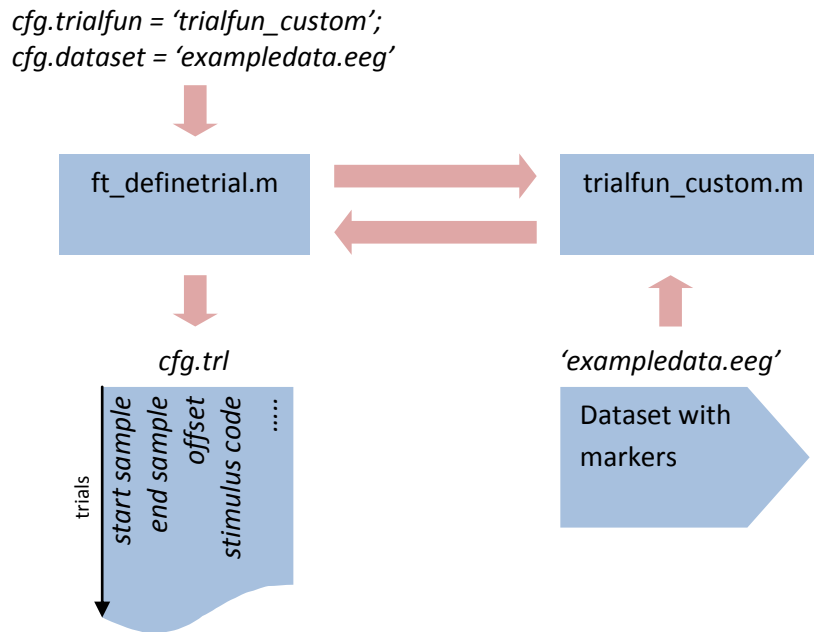 cfg.trialfun = ‘trialfun_custom’;
cfg.dataset = ‘exampledata.eeg’
ft_definetrial.m
trialfun_custom.m
cfg.trl
‘exampledata.eeg’
trials
start sample
end sample
offset
stimulus code
.....
Dataset with
markers